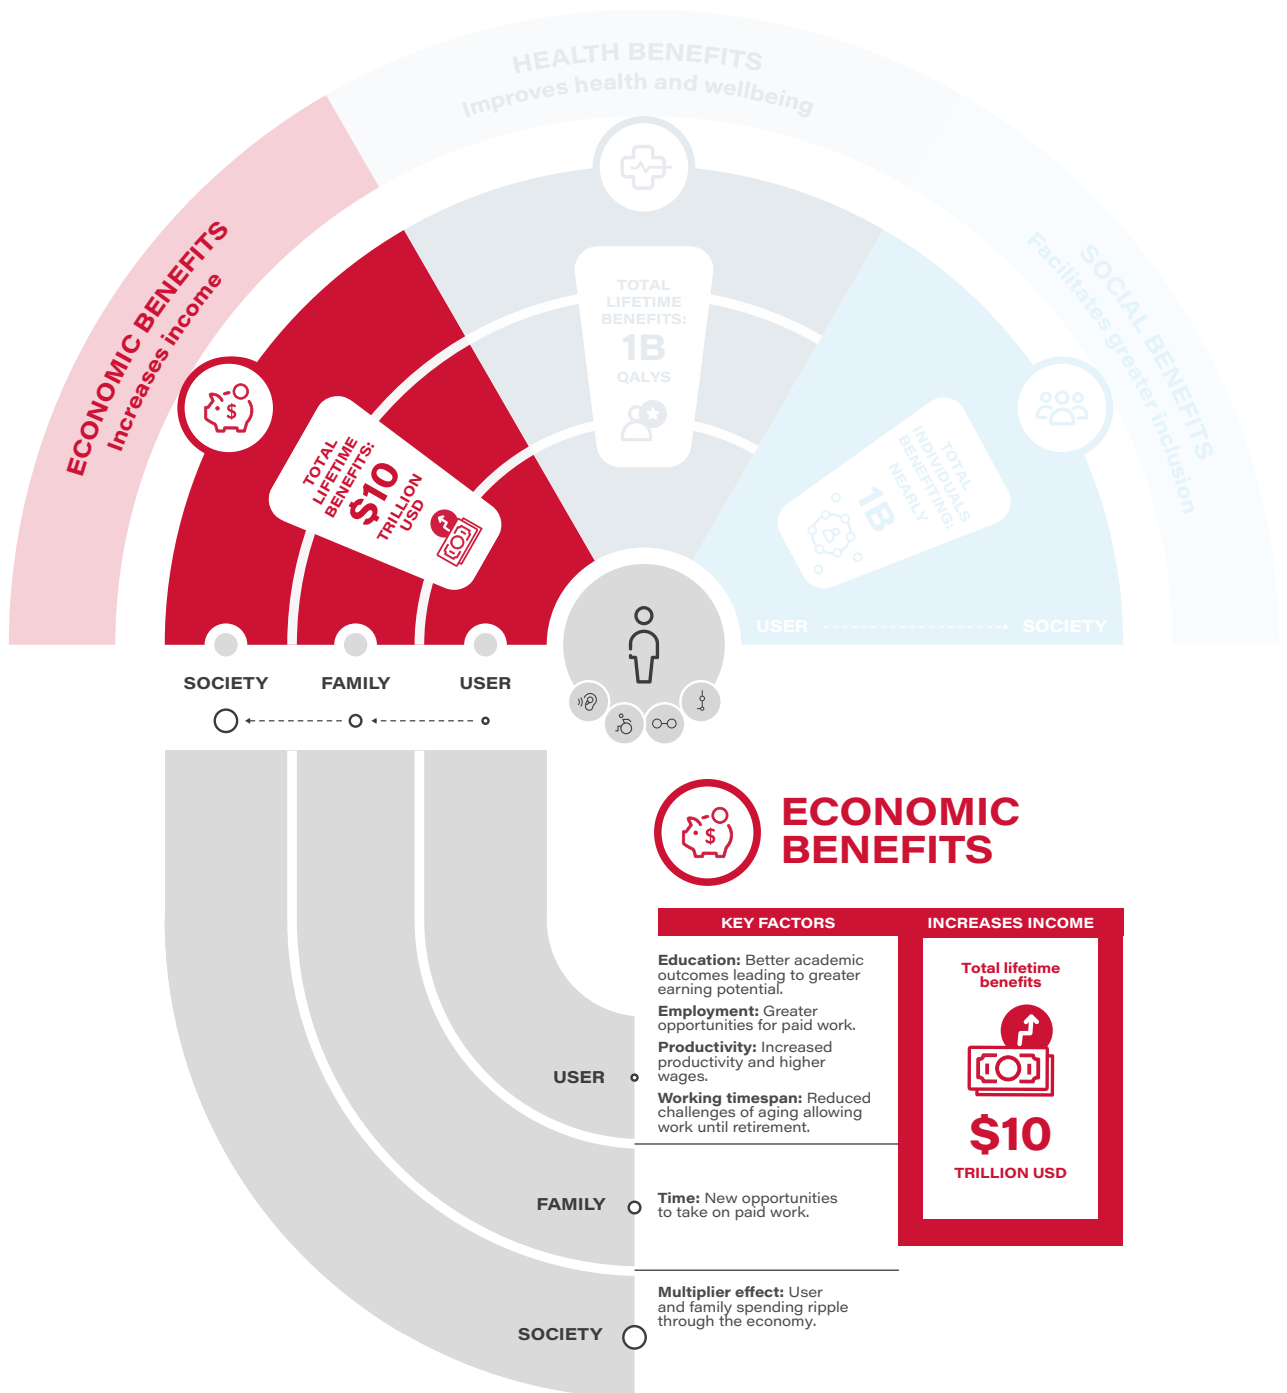 HEALTH BENEFITS
Improves health and wellbeing
ECONOMIC BENEFITS
Increases income
SOCIAL BENEFITS
Facilitates greater inclusion
TOTAL
LIFETIME
BENEFITS:
$10
TRILLION
USD
$
TOTAL
LIFETIME
BENEFITS:
1B
QALYS
TOTAL
INDIVIDUALS
BENEFITING:
NEARLY
1B
USER
SOCIETY
SOCIETY
FAMILY
USER
$
ECONOMIC
BENEFITS
KEY FACTORS
INCREASES INCOME
Education: Better academic
outcomes leading to greater
earning potential.
Employment: Greater
opportunities for paid work.
Productivity: Increased
productivity and higher
wages.
Working timespan: Reduced
challenges of aging allowing
work until retirement.
USER
Total lifetime
benefits
$10
TRILLION USD
FAMILY
Time: New opportunities
to take on paid work.
SOCIETY
Multiplier effect: User
and family spending ripple
through the economy.